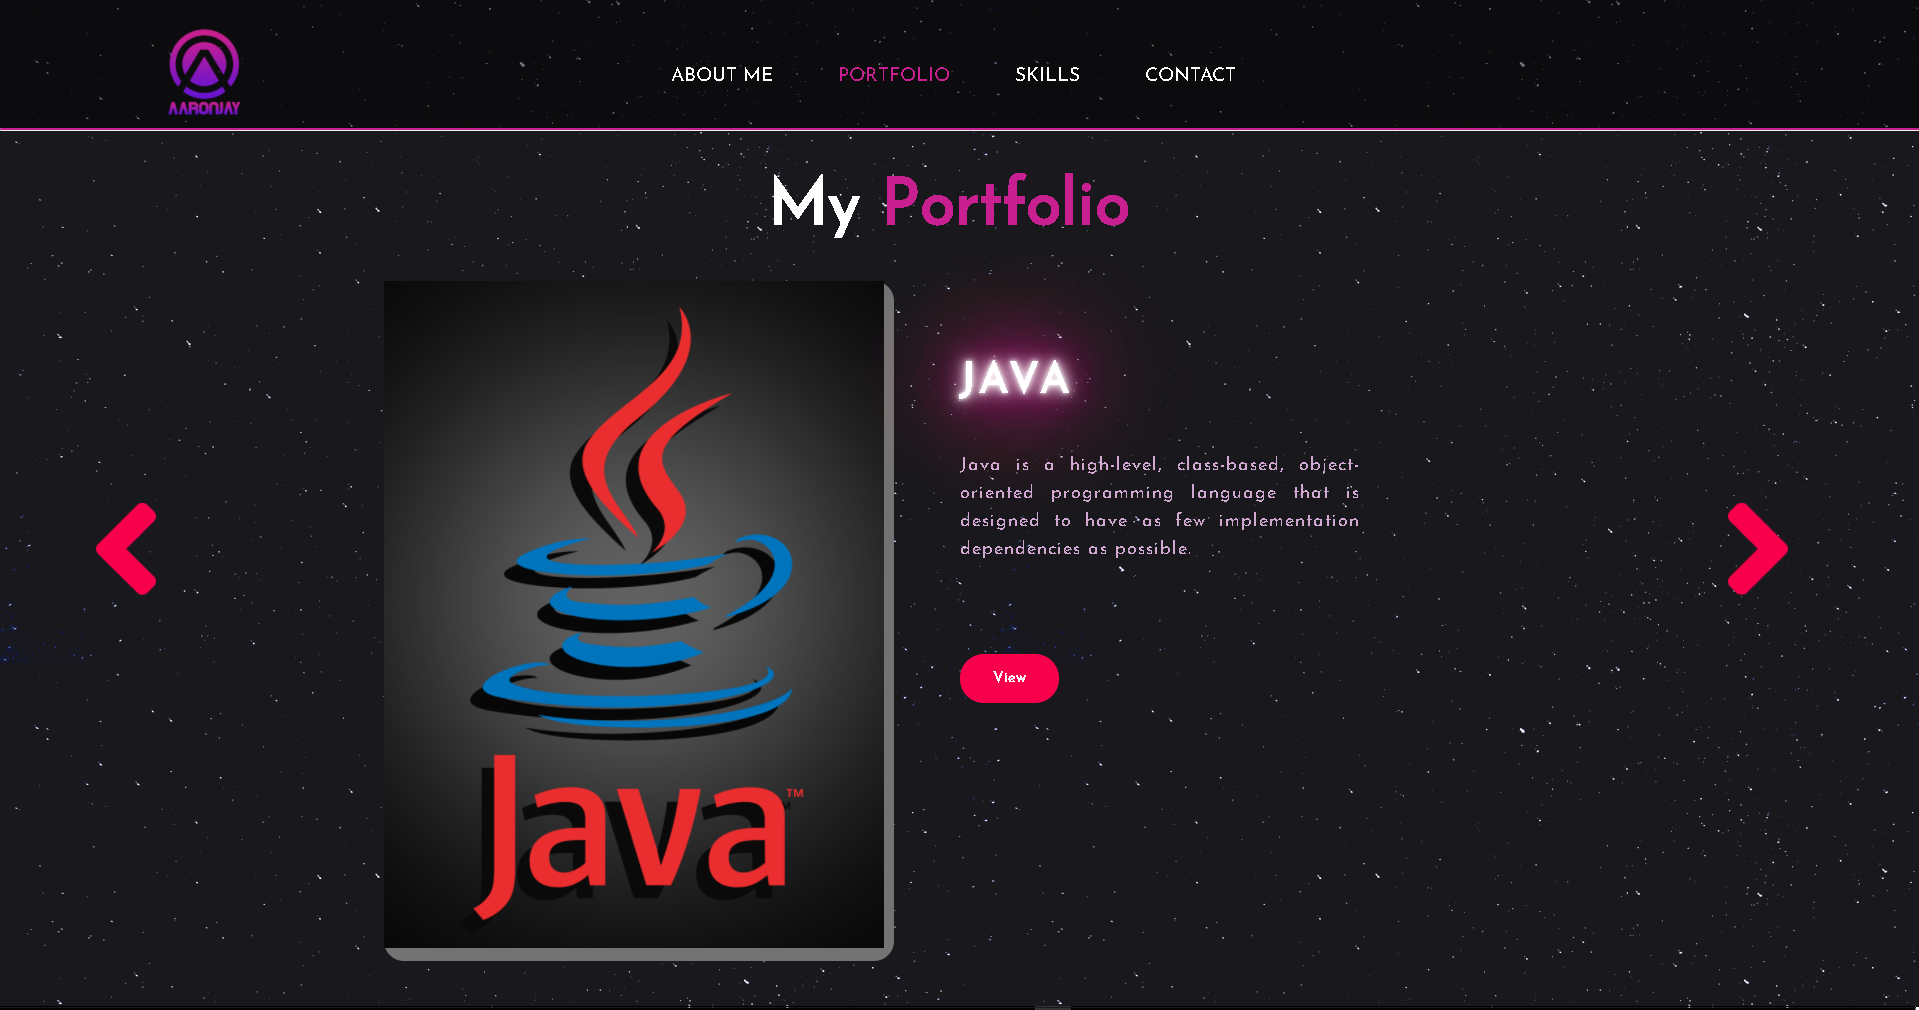 AARONJAY
ABOUT ME
PORTFOLIO
SKILLS
CONTACT
My Portfolio
Java™
JAVA
Java is a high-level, class-based, object-
oriented programming language that is
designed to have as few implementation
dependencies as possible.
View